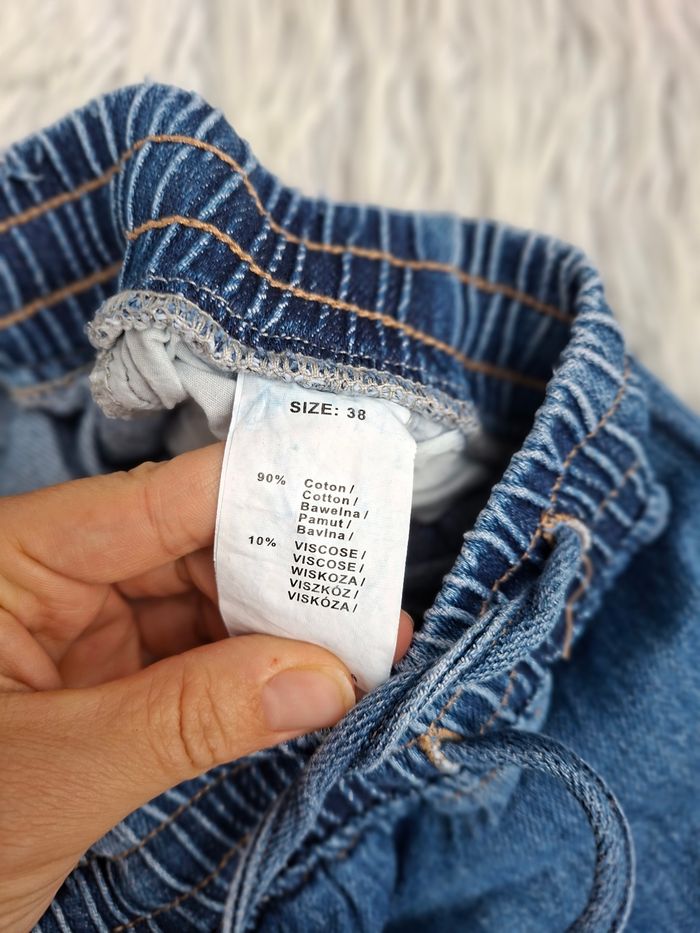 SIZE: 38
90% Coton /
Cotton /
Bawełna /
Pamut /
Bavlna /
10% VISCOSE /
VISCOSE /
WISKOZA /
VISZKÓZ /
VISKÓZA /